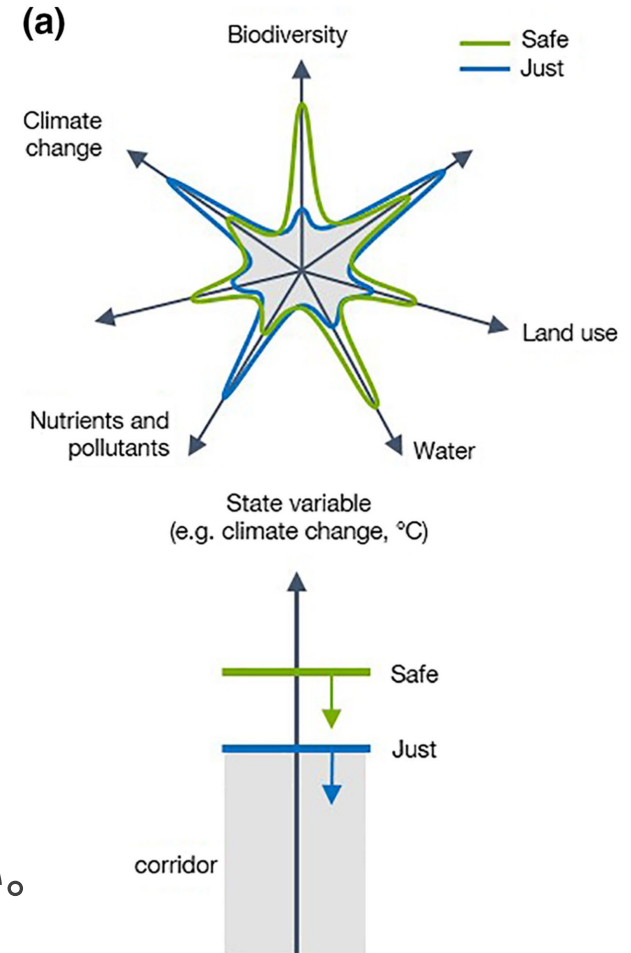 (a)
Biodiversity
Safe
Just
Climate
change
Land use
Nutrients and
pollutants
Water
State variable
(e.g. climate change, °C)
Safe
Just
corridor